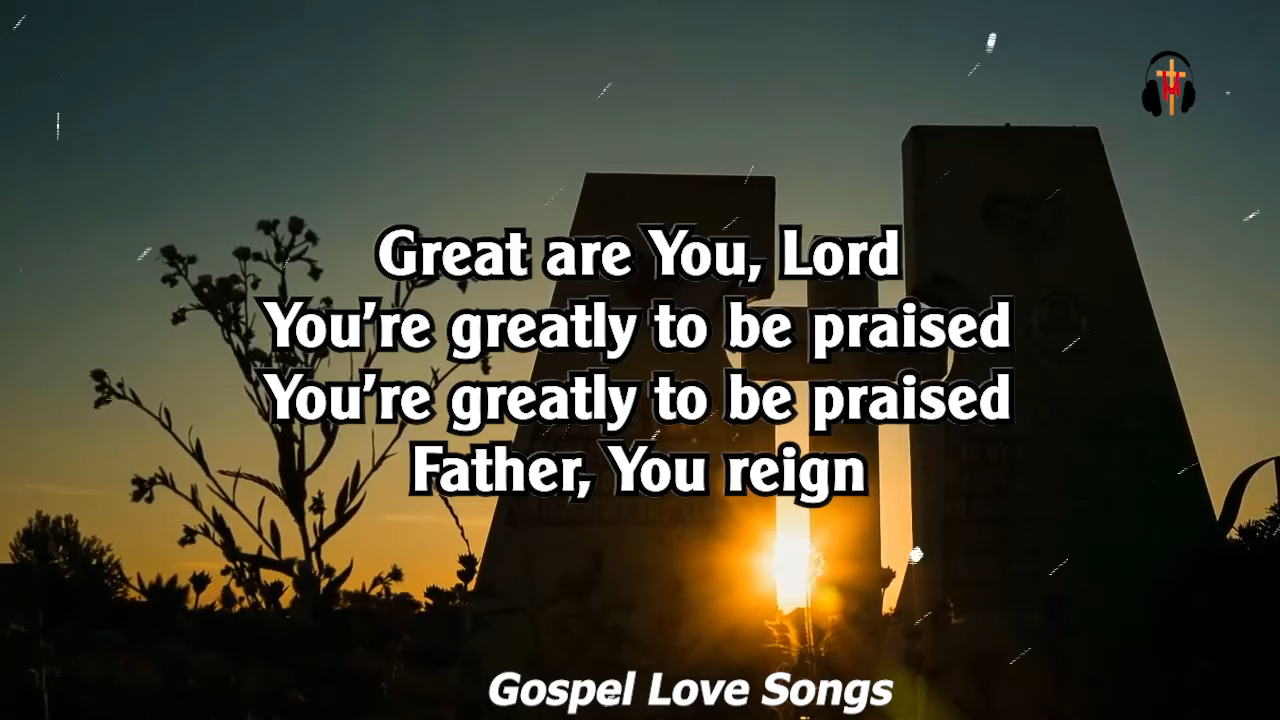 Great are You, Lord
You're greatly to be praised
You're greatly to be praised
Father, You reign
Gospel Love Songs